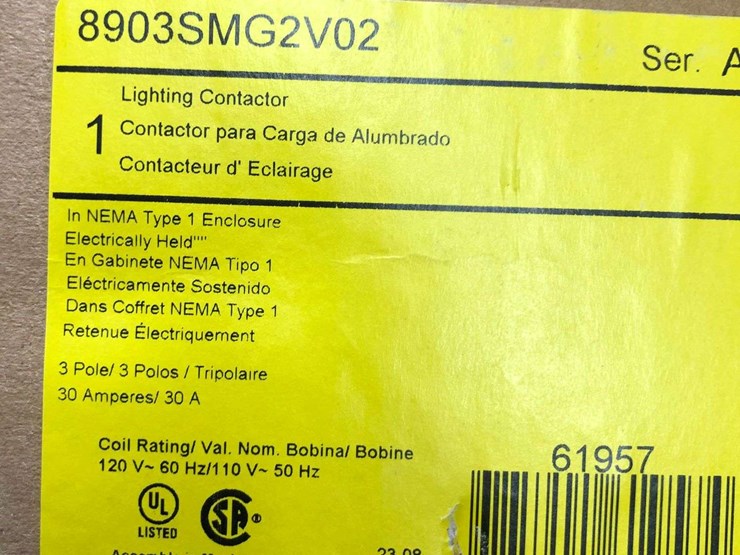 8903SMG2V02
Ser. A
1
Lighting Contactor
Contactor para Carga de Alumbrado
Contacteur d' Eclairage
In NEMA Type 1 Enclosure
Electrically Held""
En Gabinete NEMA Tipo 1
Eléctricamente Sostenido
Dans Coffret NEMA Type 1
Retenue Électriquement
3 Pole/ 3 Polos / Tripolaire
30 Amperes/ 30 A
Coil Rating/ Val. Nom. Bobina/ Bobine
120 V~ 60 Hz/110 V~ 50 Hz
61957
UL
LISTED
SA